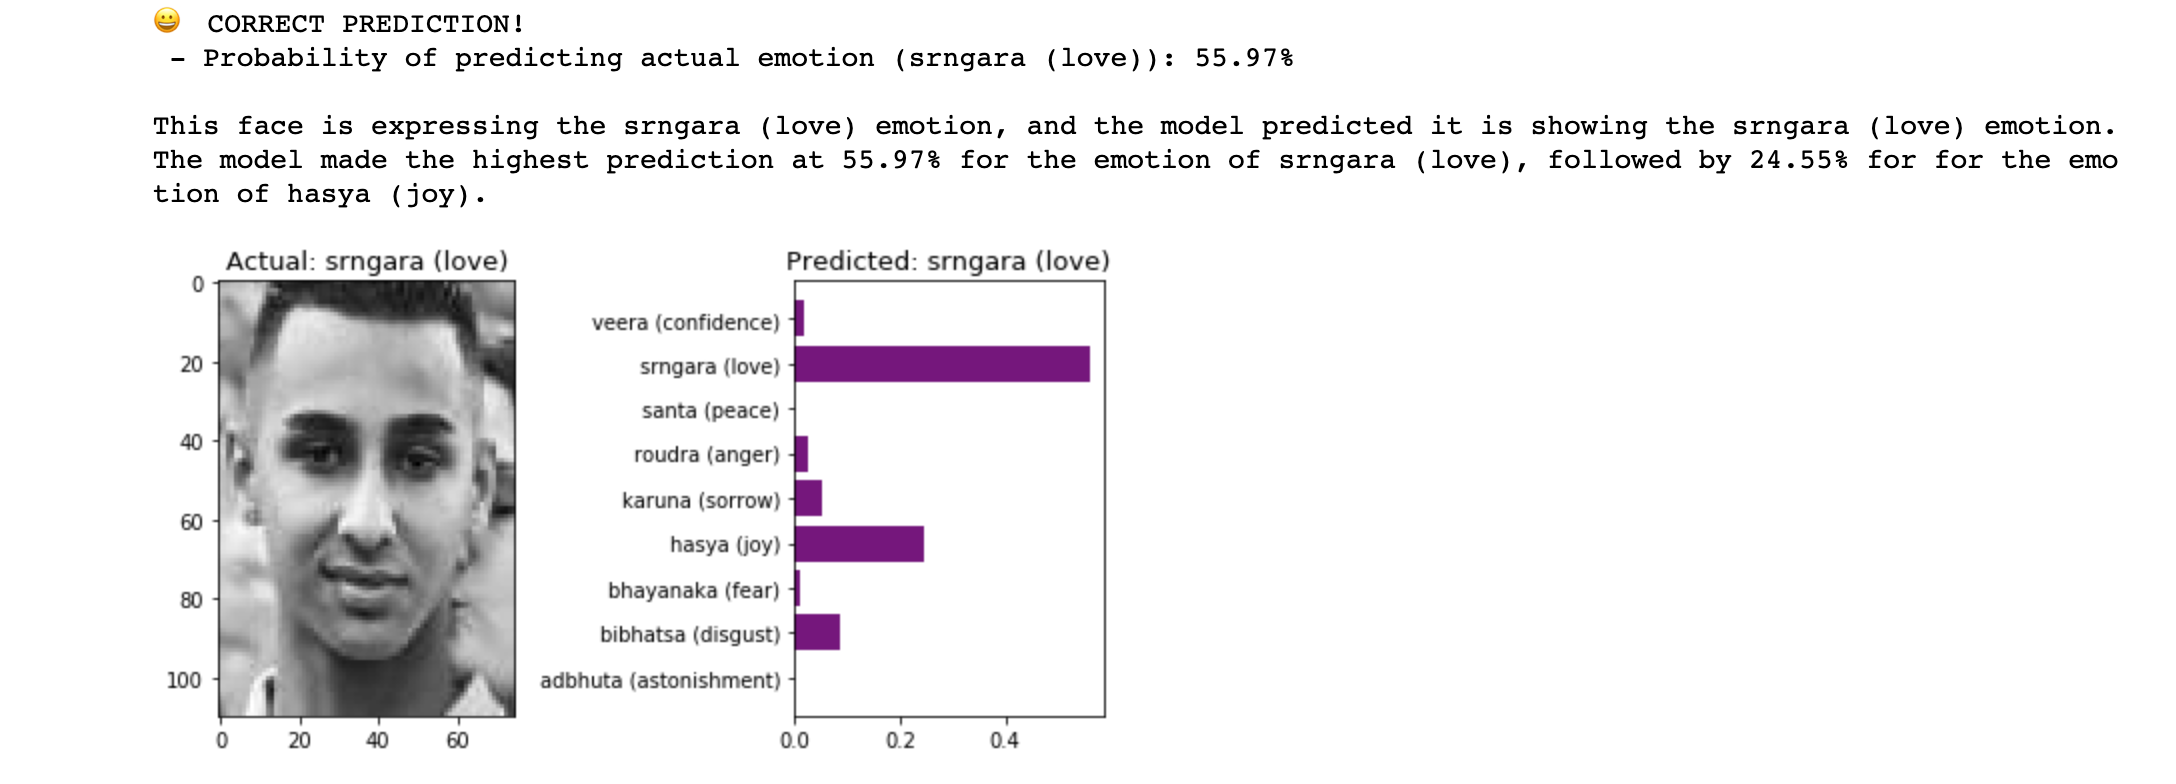 😀 CORRECT PREDICTION!
- Probability of predicting actual emotion (srngara (love)): 55.97%
This face is expressing the srngara (love) emotion, and the model predicted it is showing the srngara (love) emotion.
The model made the highest prediction at 55.97% for the emotion of srngara (love), followed by 24.55% for for the emo
tion of hasya (joy).
Actual: srngara (love)
0
20
40
60
80
100
0 20 40 60
Predicted: srngara (love)
veera (confidence)
srngara (love)
santa (peace)
roudra (anger)
karuna (sorrow)
hasya (joy)
bhayanaka (fear)
bibhatsa (disgust)
adbhuta (astonishment)
0.0 0.2 0.4